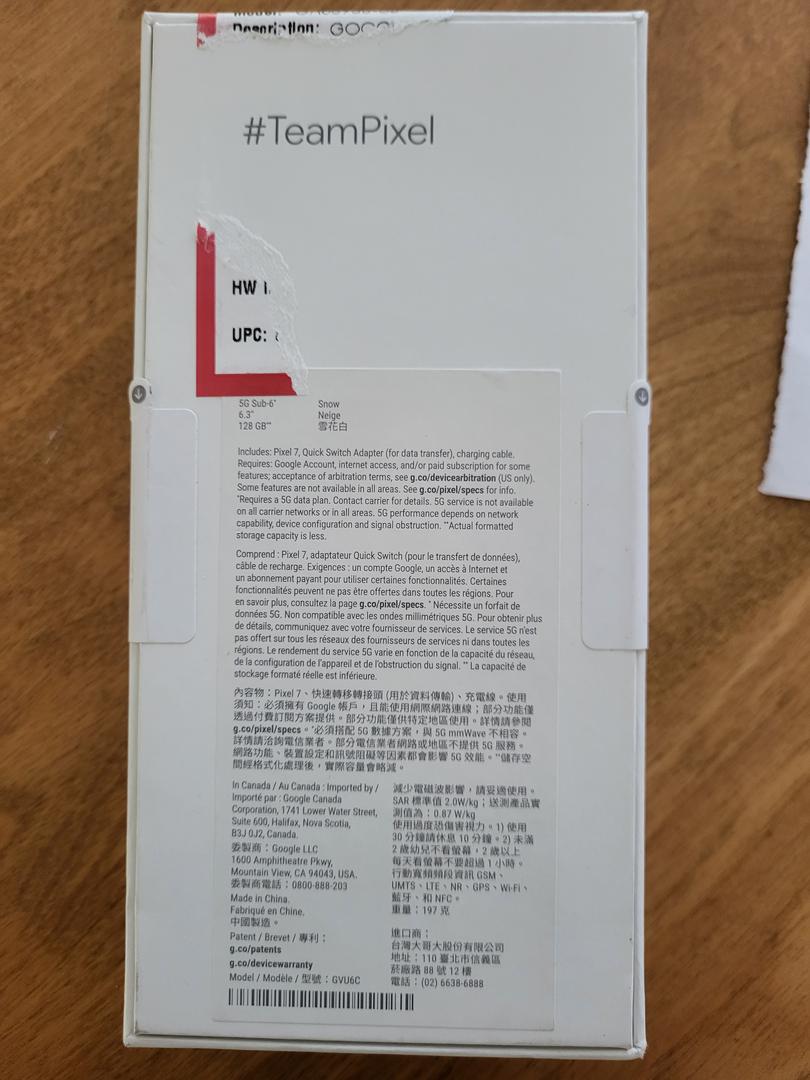 Description:
#TeamPixel
HW
UPC:
5G Sub-6* Snow
6.3" Neige
128 GB** 雪花白
Includes: Pixel 7, Quick Switch Adapter (for data transfer), charging cable.
Requires: Google Account, internet access, and/or paid subscription for some
features; acceptance of arbitration terms, see g.co/devicearbitration (US only).
Some features are not available in all areas. See g.co/pixel/specs for info.
*Requires a 5G data plan. Contact carrier for details. 5G service is not available
on all carrier networks or in all areas. 5G performance depends on network
capability, device configuration and signal obstruction. **Actual formatted
storage capacity is less.
Comprend : Pixel 7, adaptateur Quick Switch (pour le transfert de données),
câble de recharge. Exigences : un compte Google, un accès à Internet et
un abonnement payant pour utiliser certaines fonctionnalités. Certaines
fonctionnalités peuvent ne pas être offertes dans toutes les régions. Pour
en savoir plus, consultez la page g.co/pixel/specs. * Nécessite un forfait de
données 5G. Non compatible avec les ondes millimétriques 5G. Pour obtenir plus
de détails, communiquez avec votre fournisseur de services. Le service 5G n'est
pas offert sur tous les réseaux des fournisseurs de services ni dans toutes les
régions. Le rendement du service 5G varie en fonction de la capacité du réseau,
de la configuration de l'appareil et de l'obstruction du signal. ** La capacité de
stockage formaté réelle est inférieure.
內容物：Pixel 7、快速轉移轉接頭 (用於資料傳輸)、充電線。使用
須知：必須擁有 Google 帳戶，且能使用網際網路連線；部分功能僅
透過付費訂閱方案提供。部分功能僅供特定地區使用。詳情請參閱
g.co/pixel/specs。*必須搭配 5G 數據方案，與 5G mmWave 不相容。
詳情請洽詢電信業者。部分電信業者網路或地區不提供 5G 服務。
網路功能、裝置設定和訊號阻礙等因素都會影響 5G 效能。**儲存空
間經格式化處理後，實際容量會略減。
In Canada / Au Canada : Imported by /
Importé par : Google Canada
Corporation, 1741 Lower Water Street,
Suite 600, Halifax, Nova Scotia,
B3J 0J2, Canada.
委製商：Google LLC
1600 Amphitheatre Pkwy,
Mountain View, CA 94043, USA.
委製商電話：0800-888-203
Made in China.
Fabriqué en Chine.
中國製造。
Patent / Brevet / 專利：
g.co/patents
g.co/devicewarranty
Model / Modèle / 型號：GVU6C
減少電磁波影響，請妥適使用。
SAR 標準值 2.0W/kg；送測產品實
測值為：0.87 W/kg
使用過度恐傷害視力。1) 使用
30 分鐘請休息 10 分鐘。2) 未滿
2 歲幼兒不看螢幕，2 歲以上
每天看螢幕不要超過 1 小時。
行動寬頻頻段資訊 GSM、
UMTS、LTE、NR、GPS、Wi-Fi、
藍牙、和 NFC。
重量：197 克
進口商：
台灣大哥大股份有限公司
地址：110 臺北市信義區
菸廠路 88 號 12 樓
電話：(02) 6638-6888